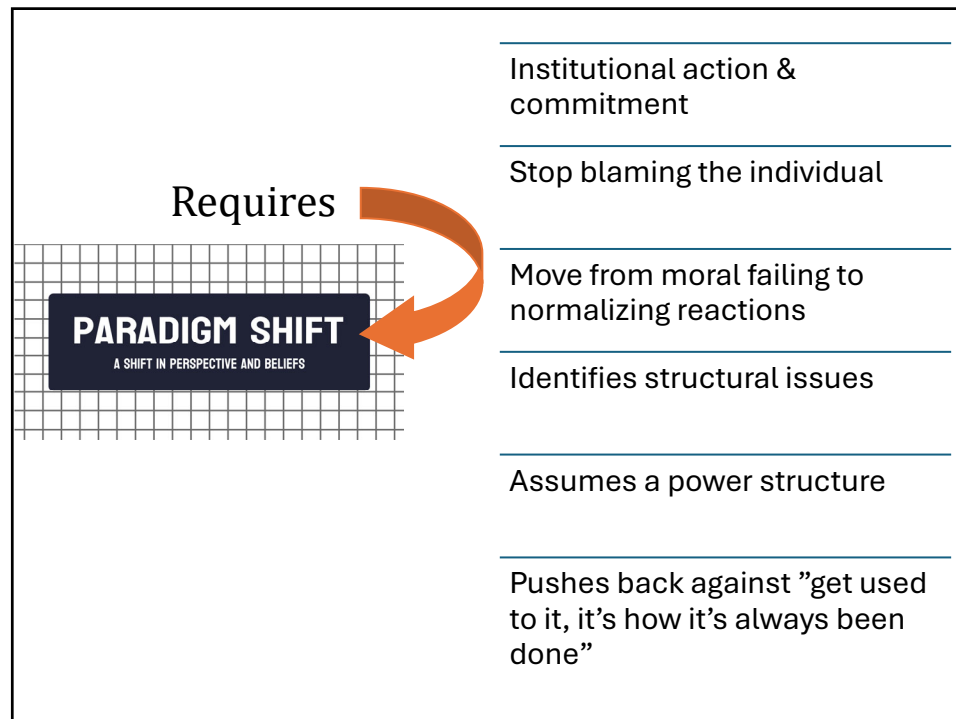 Requires
PARADIGM SHIFT
A SHIFT IN PERSPECTIVE AND BELIEFS
Institutional action &
commitment
Stop blaming the individual
Move from moral failing to
normalizing reactions
Identifies structural issues
Assumes a power structure
Pushes back against ”get used
to it, it’s how it’s always been
done”